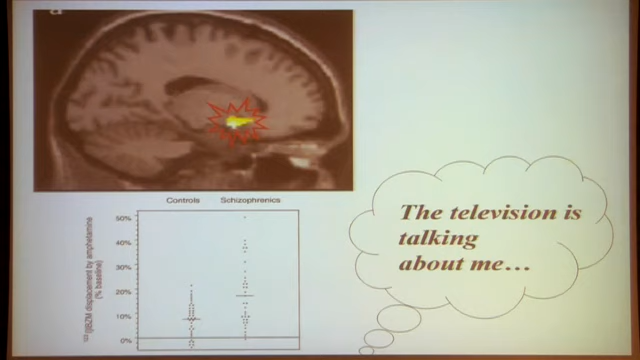 a
Controls Schizophrenics
[¹²³I]IBZM displacement by amphetamine
(% baseline)
50%
40%
30%
20%
10%
0%
The television is
talking
about me...